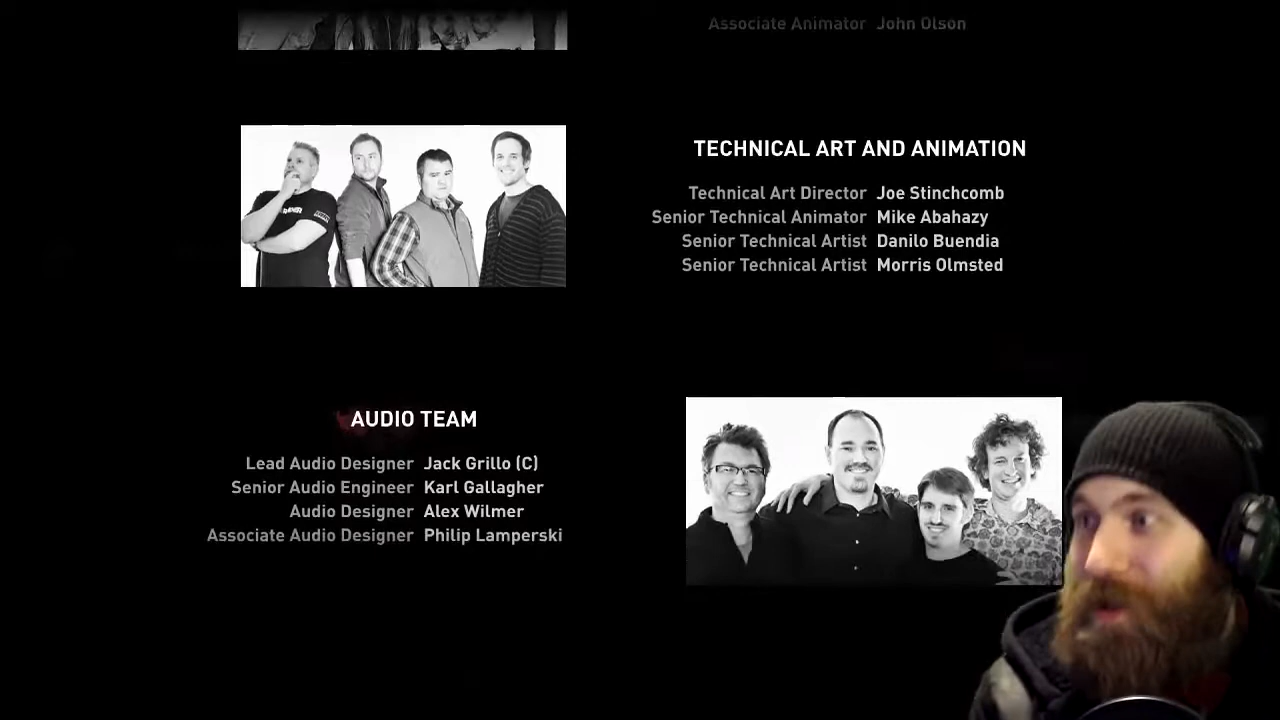 Associate Animator John Olson
TECHNICAL ART AND ANIMATION
Technical Art Director Joe Stinchcomb
Senior Technical Animator Mike Abahazy
Senior Technical Artist Danilo Buendia
Senior Technical Artist Morris Olmsted
AUDIO TEAM
Lead Audio Designer Jack Grillo (C)
Senior Audio Engineer Karl Gallagher
Audio Designer Alex Wilmer
Associate Audio Designer Philip Lamperski